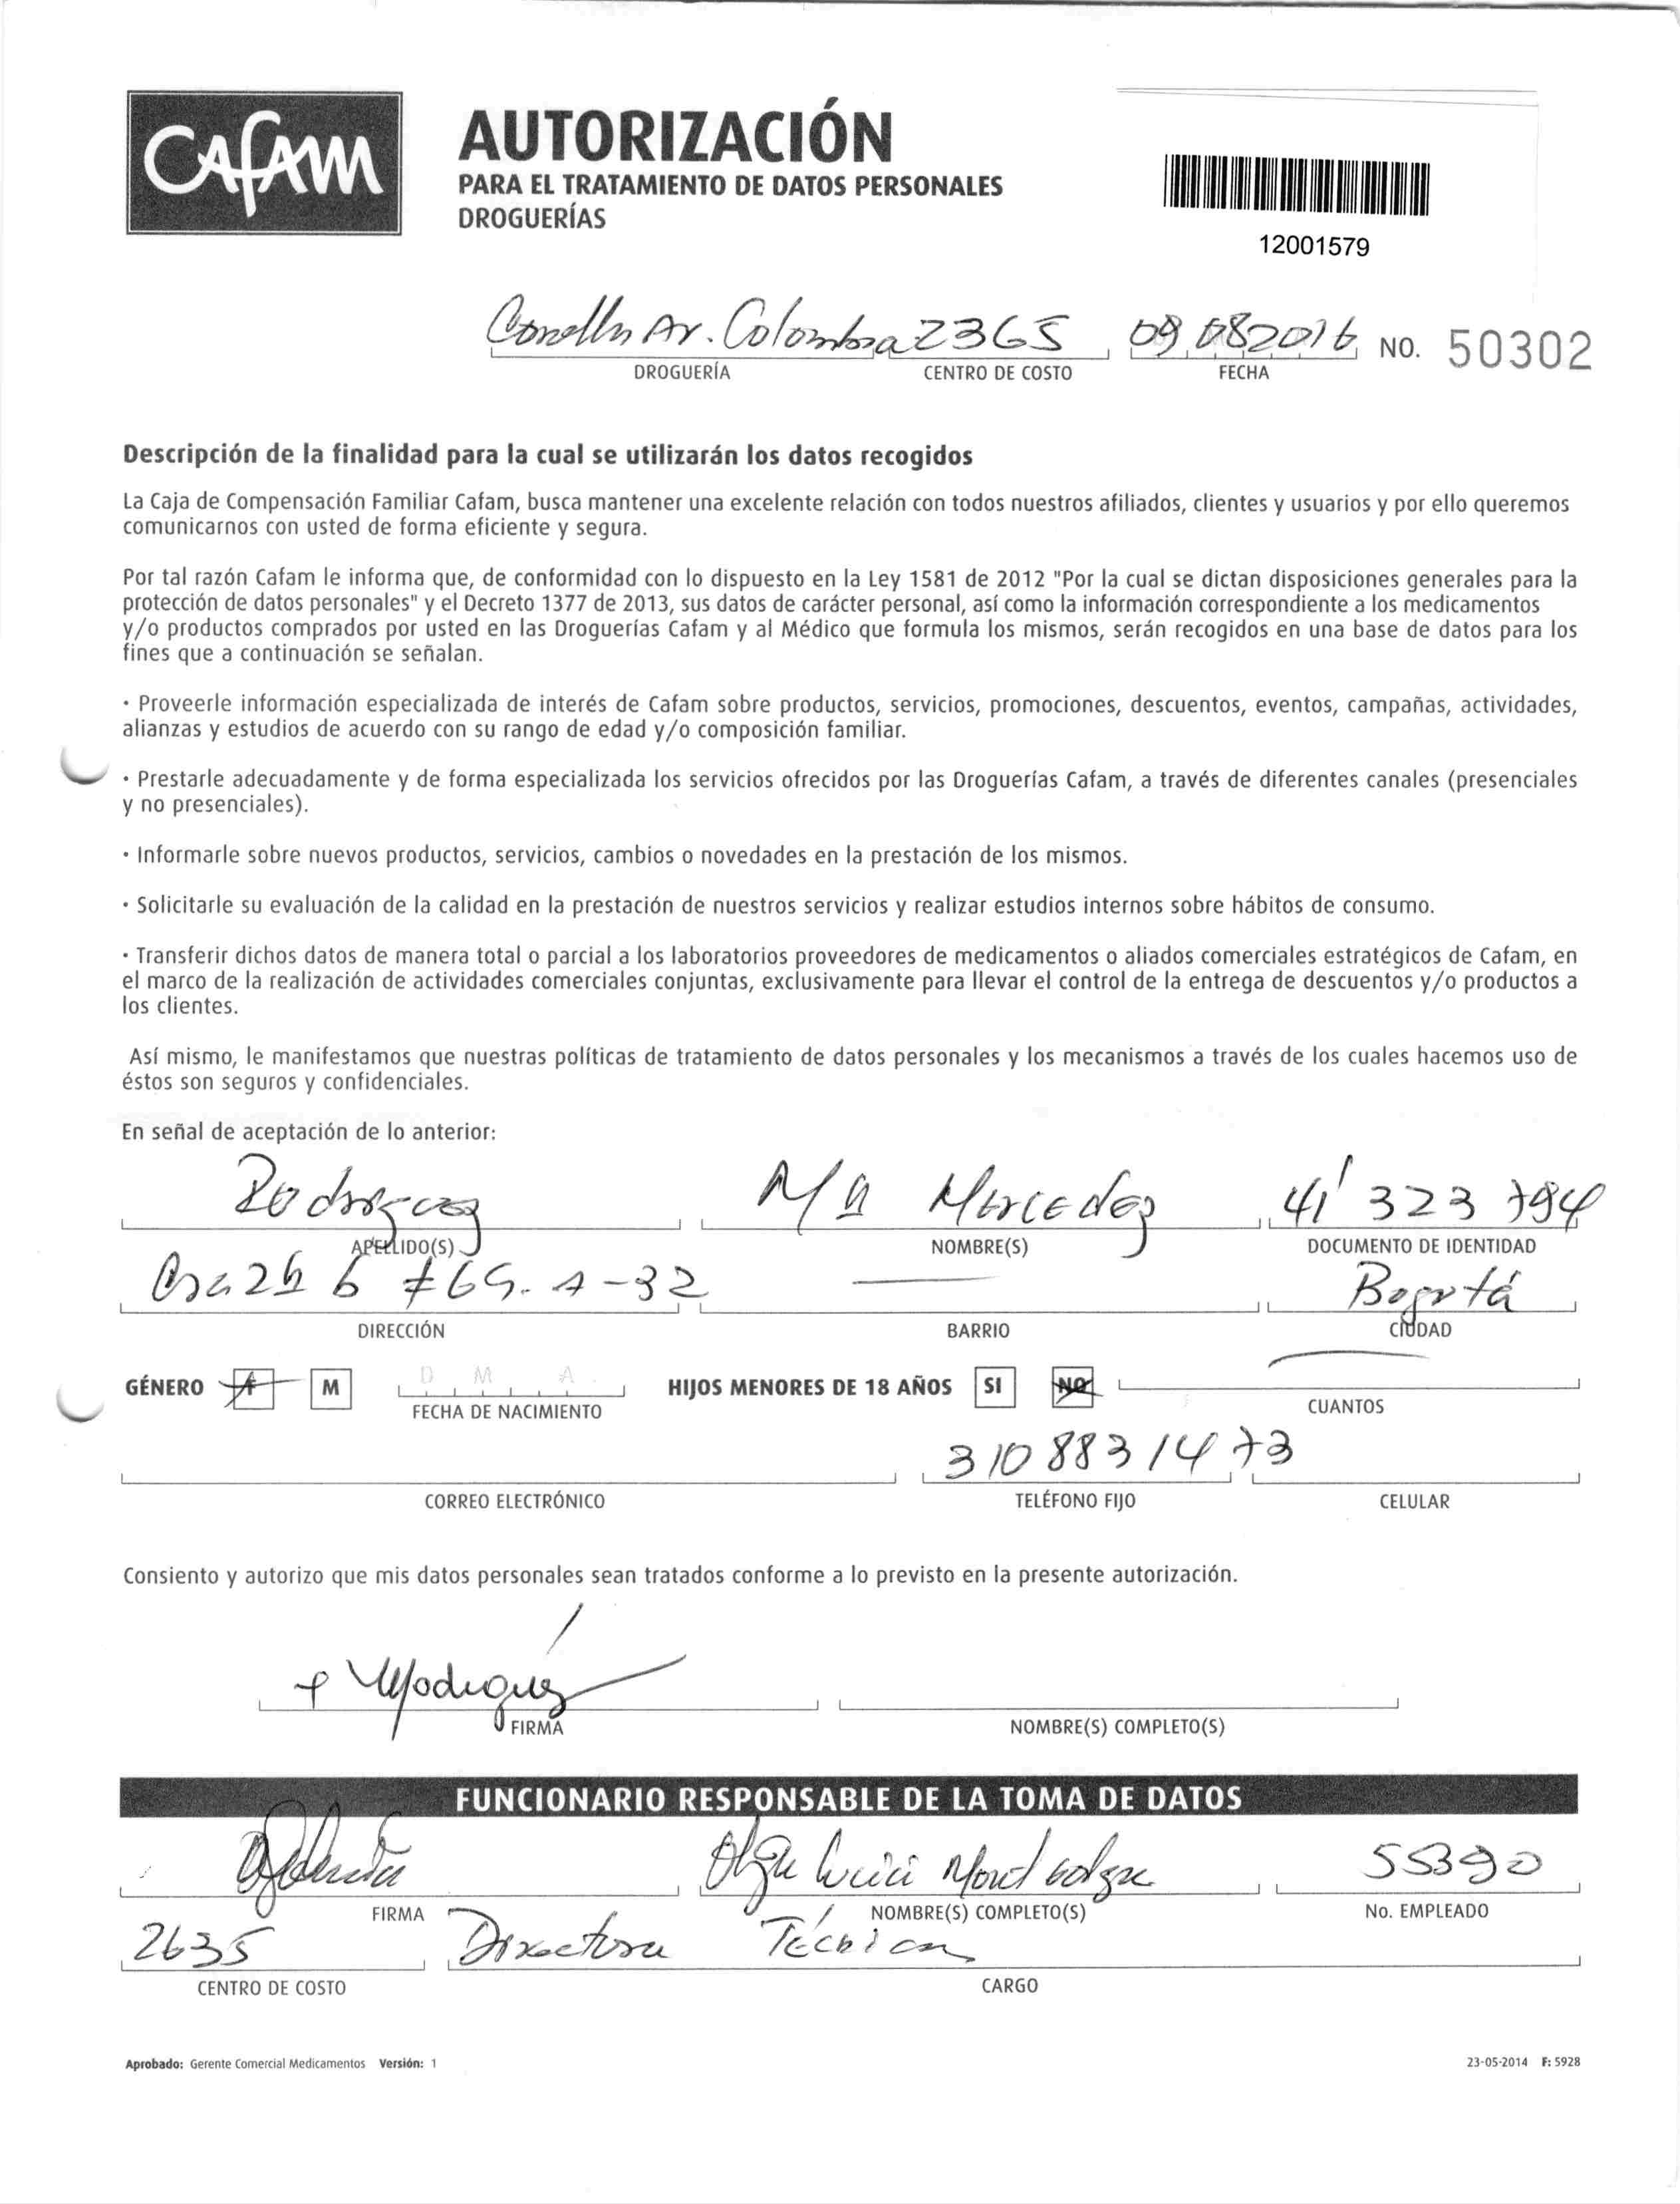 Cafam
AUTORIZACIÓN
PARA EL TRATAMIENTO DE DATOS PERSONALES
DROGUERÍAS
12001579
Av. Colombia 2365 09 08 2016 NO. 50302
DROGUERÍA CENTRO DE COSTO FECHA
Descripción de la finalidad para la cual se utilizarán los datos recogidos
La Caja de Compensación Familiar Cafam, busca mantener una excelente relación con todos nuestros afiliados, clientes y usuarios y por ello queremos
comunicarnos con usted de forma eficiente y segura.
Por tal razón Cafam le informa que, de conformidad con lo dispuesto en la Ley 1581 de 2012 "Por la cual se dictan disposiciones generales para la
protección de datos personales" y el Decreto 1377 de 2013, sus datos de carácter personal, así como la información correspondiente a los medicamentos
y/o productos comprados por usted en las Droguerías Cafam y al Médico que formula los mismos, serán recogidos en una base de datos para los
fines que a continuación se señalan.
· Proveerle información especializada de interés de Cafam sobre productos, servicios, promociones, descuentos, eventos, campañas, actividades,
alianzas y estudios de acuerdo con su rango de edad y/o composición familiar.
· Prestarle adecuadamente y de forma especializada los servicios ofrecidos por las Droguerías Cafam, a través de diferentes canales (presenciales
y no presenciales).
· Informarle sobre nuevos productos, servicios, cambios o novedades en la prestación de los mismos.
· Solicitarle su evaluación de la calidad en la prestación de nuestros servicios y realizar estudios internos sobre hábitos de consumo.
· Transferir dichos datos de manera total o parcial a los laboratorios proveedores de medicamentos o aliados comerciales estratégicos de Cafam, en
el marco de la realización de actividades comerciales conjuntas, exclusivamente para llevar el control de la entrega de descuentos y/o productos a
los clientes.
Así mismo, le manifestamos que nuestras políticas de tratamiento de datos personales y los mecanismos a través de los cuales hacemos uso de
éstos son seguros y confidenciales.
En señal de aceptación de lo anterior:
Rodriguez Ma Mercedez 41'323 794
APELLIDO(S) NOMBRE(S) DOCUMENTO DE IDENTIDAD
#69. A-32 Bogotá
DIRECCIÓN BARRIO CIUDAD
GÉNERO F M D M A HIJOS MENORES DE 18 AÑOS SI NO
FECHA DE NACIMIENTO CUANTOS
310 8831473
CORREO ELECTRÓNICO TELÉFONO FIJO CELULAR
Consiento y autorizo que mis datos personales sean tratados conforme a lo previsto en la presente autorización.
FIRMA NOMBRE(S) COMPLETO(S)
FUNCIONARIO RESPONSABLE DE LA TOMA DE DATOS
Olga 55390
FIRMA NOMBRE(S) COMPLETO(S) No. EMPLEADO
2635 Directora Técnica
CENTRO DE COSTO CARGO
Aprobado: Gerente Comercial Medicamentos Versión: 1 23-05-2014 F: 5928